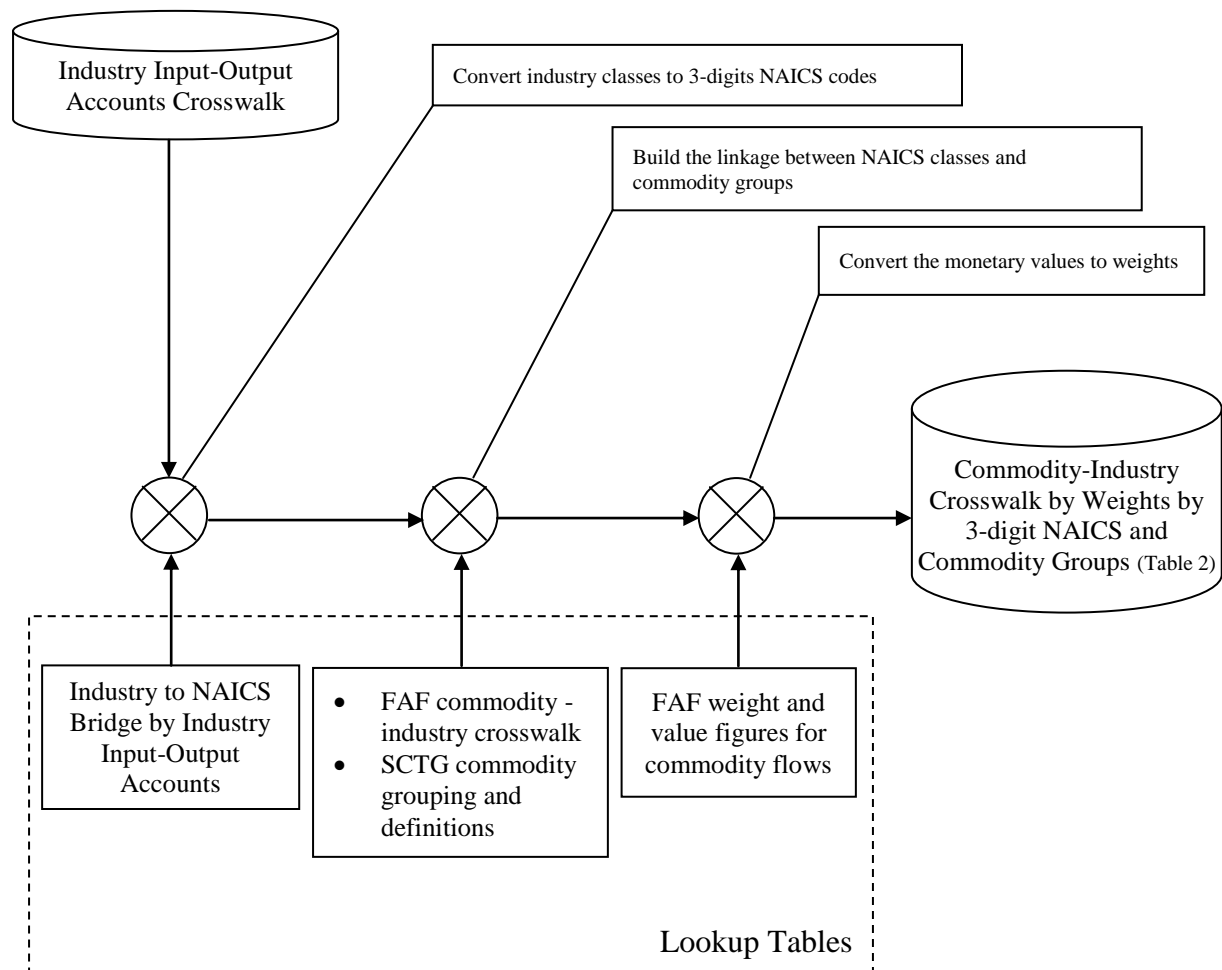 Industry Input-Output
Accounts Crosswalk
Convert industry classes to 3-digits NAICS codes
Build the linkage between NAICS classes and
commodity groups
Convert the monetary values to weights
Commodity-Industry
Crosswalk by Weights by
3-digit NAICS and
Commodity Groups (Table 2)
Industry to NAICS
Bridge by Industry
Input-Output
Accounts
• FAF commodity -
industry crosswalk
• SCTG commodity
grouping and
definitions
FAF weight and
value figures for
commodity flows
Lookup Tables